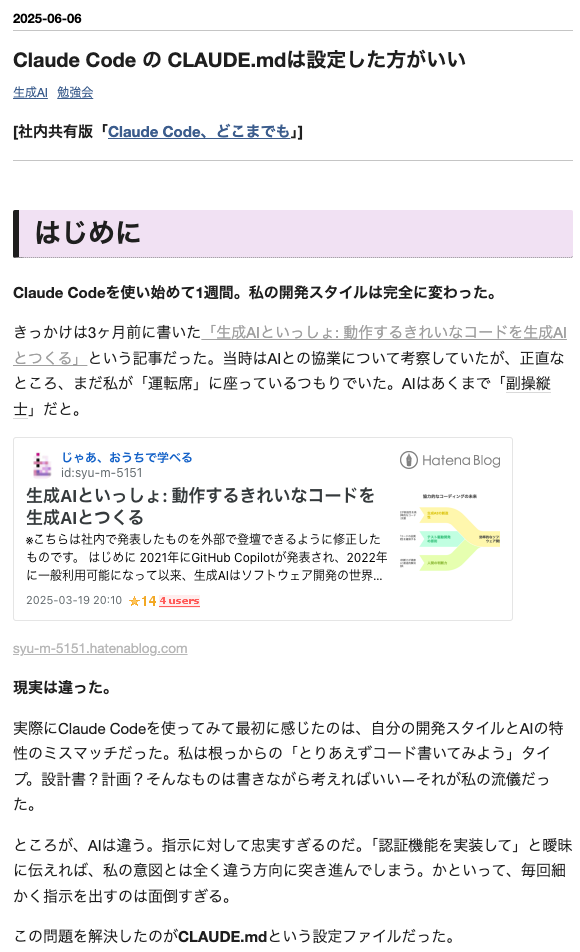 2025-06-06
Claude Code の CLAUDE.mdは設定した方がいい
生成AI 勉強会
[社内共有版「Claude Code、どこまでも」]
はじめに
Claude Codeを使い始めて1週間。私の開発スタイルは完全に変わった。
きっかけは3ヶ月前に書いた「生成AIといっしょ: 動作するきれいなコードを生成AI
とつくる」という記事だった。当時はAIとの協業について考察していたが、正直な
ところ、まだ私が「運転席」に座っているつもりでいた。AIはあくまで「副操縦
士」だと。
じゃあ、おうちで学べる
id:syu-m-5151
Hatena Blog
生成AIといっしょ: 動作するきれいなコードを
生成AIとつくる
※こちらは社内で発表したものを外部で登壇できるように修正した
ものです。 はじめに 2021年にGitHub Copilotが発表され、2022年
に一般利用可能になって以来、生成AIはソフトウェア開発の世界...
魅力的なコーディングの未来
2025-03-19 20:10 ★14 4 users
syu-m-5151.hatenablog.com
現実は違った。
実際にClaude Codeを使ってみて最初に感じたのは、自分の開発スタイルとAIの特
性のミスマッチだった。私は根っからの「とりあえずコード書いてみよう」タイ
プ。設計書？計画？そんなものは書きながら考えればいい—それが私の流儀だっ
た。
ところが、AIは違う。指示に対して忠実すぎるのだ。「認証機能を実装して」と曖昧
に伝えれば、私の意図とは全く違う方向に突き進んでしまう。かといって、毎回細
かく指示を出すのは面倒すぎる。
この問題を解決したのがCLAUDE.mdという設定ファイルだった。